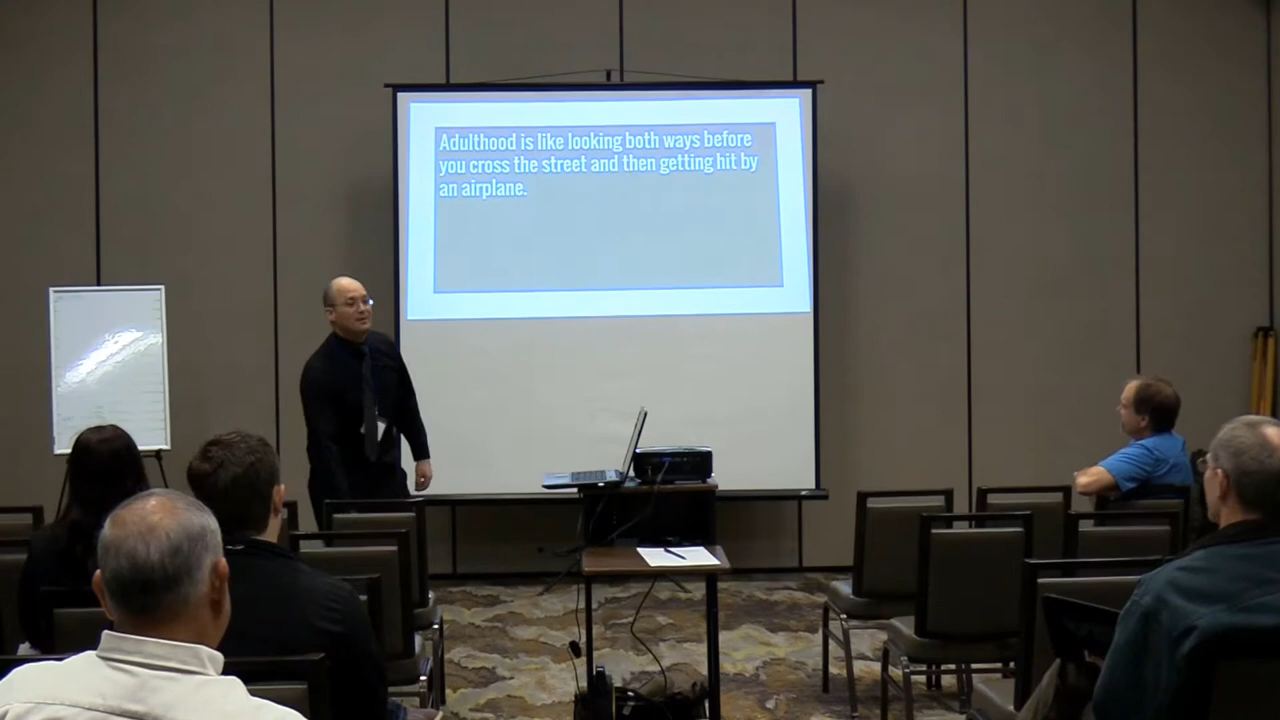 Adulthood is like looking both ways before
you cross the street and then getting hit by
an airplane.